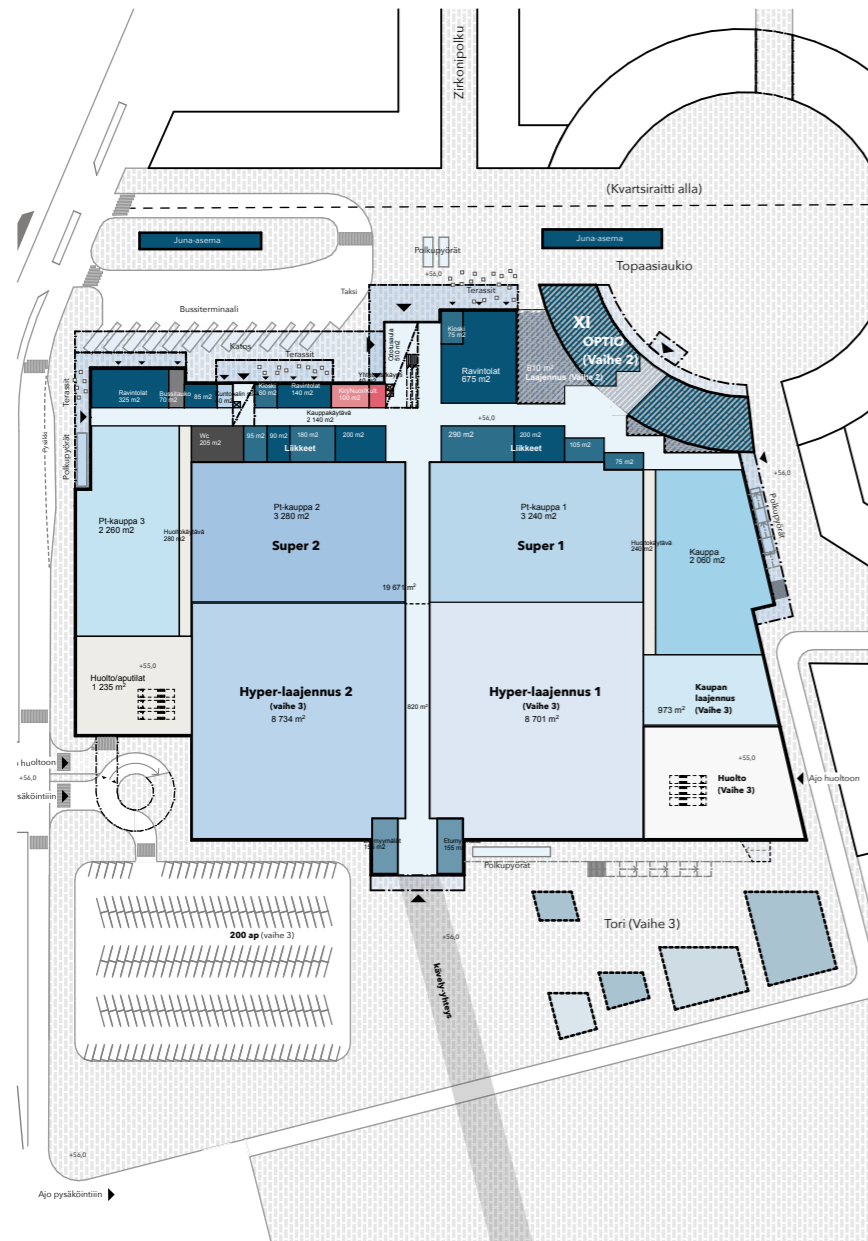 Zirkonipolku
(Kvartsiraitti alla)
Juna-asema
Juna-asema
Polkupyörät
Topaasiaukio
+56,0
Taksi
Terassit
Bussiterminaali
XI
OPTIO
(Vaihe 2)
Katos
Terassit
Kioski
75 m2
Ravintolat
675 m2
810 m²
Laajennus (Vaihe 2)
Terassit
Ravintolat
325 m2
Bussitauko
70 m2
85 m2
Kioski
60 m2
Ravintolat
140 m2
100 m2
Kauppakäytävä
2 140 m2
+56,0
Polkupyörät
Pysäkki
Wc
205 m2
95 m2
90 m2
180 m2
200 m2
Liikkeet
290 m2
200 m2
Liikkeet
105 m2
75 m2
+56,0
Polkupyörät
Pt-kauppa 3
2 260 m2
Huoltokäytävä
280 m2
Pt-kauppa 2
3 280 m2
Super 2
Pt-kauppa 1
3 240 m2
Super 1
Huoltokäytävä
240 m2
Kauppa
2 060 m2
19 671 m²
+55,0
Huolto/aputilat
1 235 m²
Hyper-laajennus 2
(vaihe 3)
8 734 m²
820 m²
Hyper-laajennus 1
(Vaihe 3)
8 701 m²
Kaupan
laajennus
(Vaihe 3)
973 m²
+55,0
Huolto
(Vaihe 3)
Ajo huoltoon
huoltoon
+56,0
155 m2
Polkupyörät
200 ap (vaihe 3)
Tori (Vaihe 3)
+56,0
kävely-yhteys
+56,0
Ajo pysäköintiin